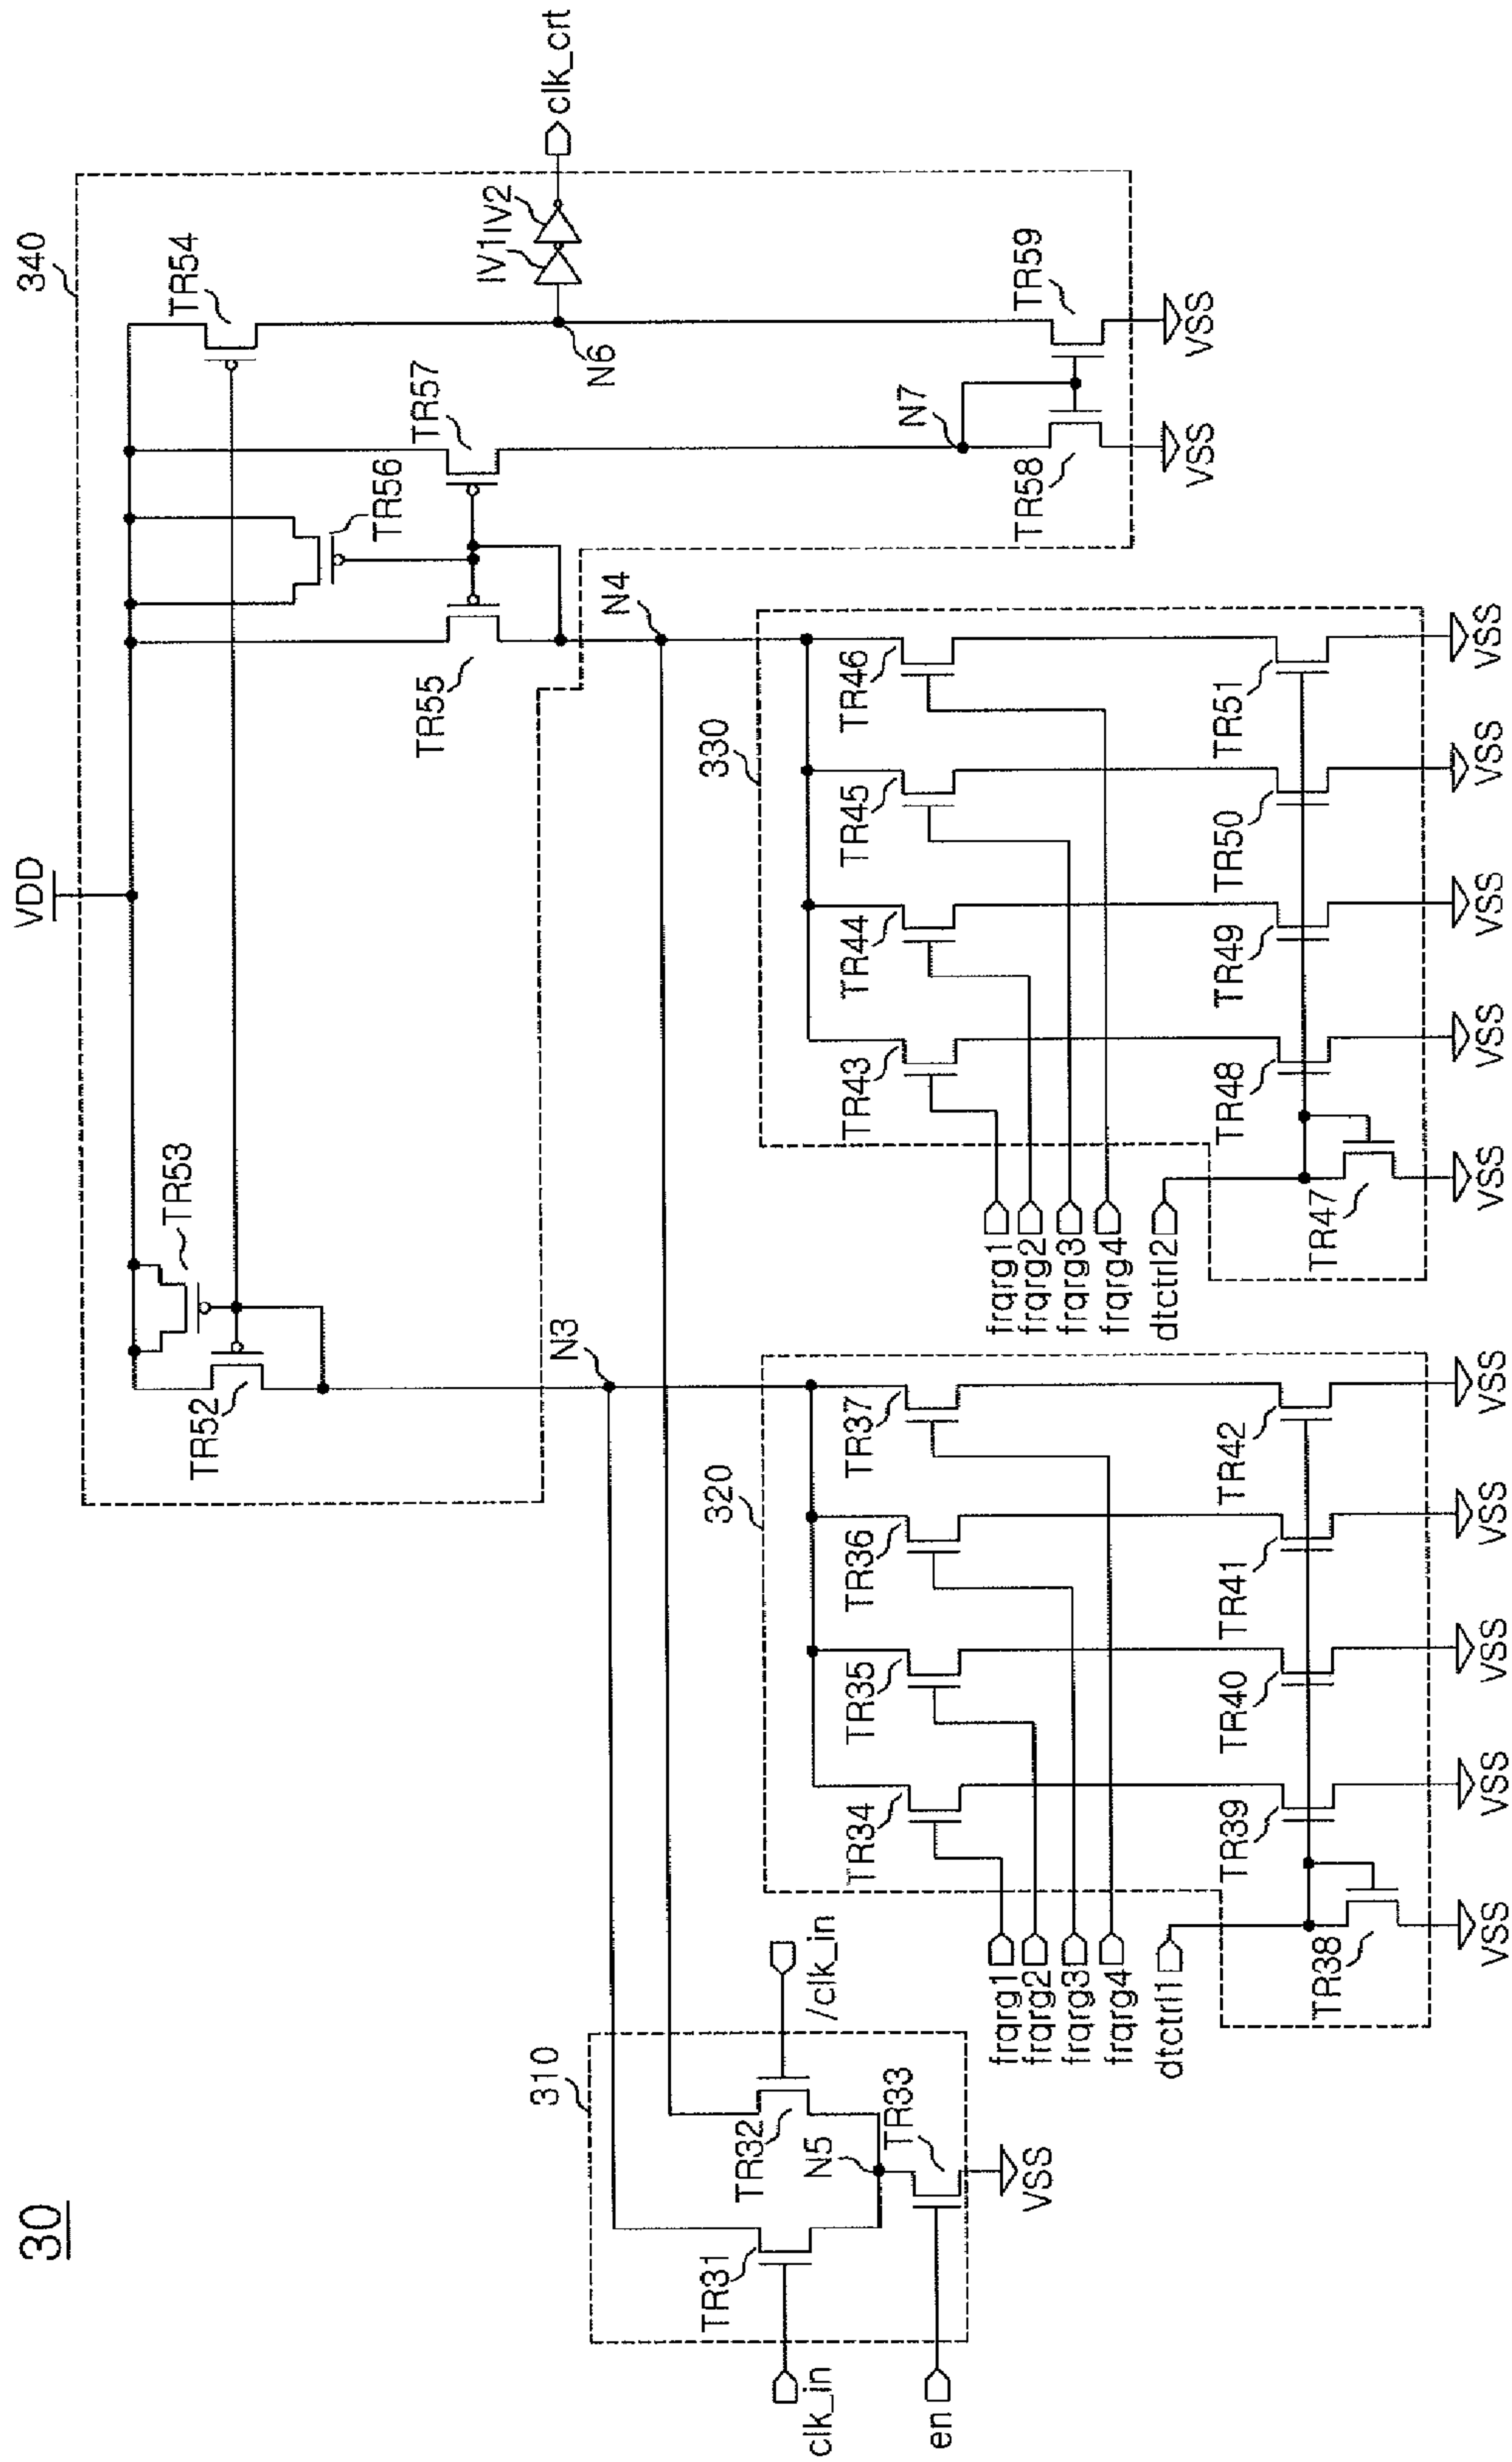 30
340
VDD
TR52
TR53
TR54
TR55
TR56
TR57
TR58
TR59
N6
N7
IV1
IV2
clk_crt
VSS
VSS
N3
N4
310
clk_in
/clk_in
en
TR31
TR32
N5
TR33
VSS
320
frqrg1
frqrg2
frqrg3
frqrg4
dtctrl1
TR34
TR35
TR36
TR37
TR38
TR39
TR40
TR41
TR42
VSS
VSS
VSS
VSS
VSS
330
frqrg1
frqrg2
frqrg3
frqrg4
dtctrl2
TR43
TR44
TR45
TR46
TR47
TR48
TR49
TR50
TR51
VSS
VSS
VSS
VSS
VSS